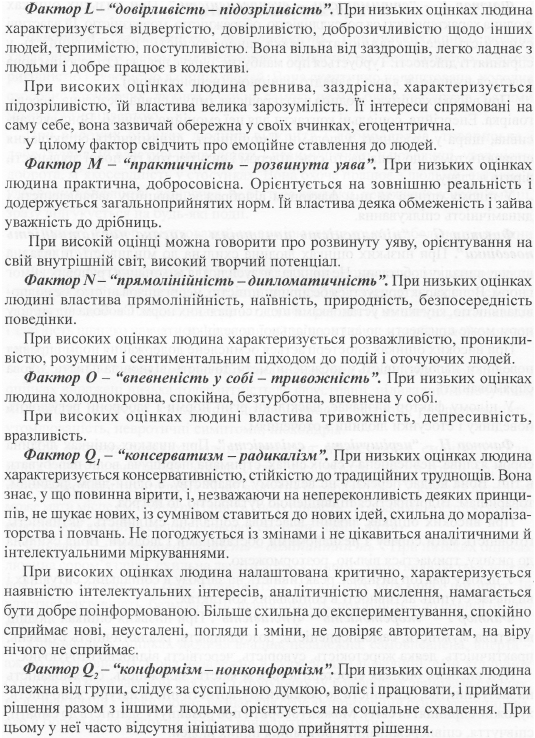 Фактор L – “довірливість – підозріливість”. При низьких оцінках людина
характеризується відвертістю, довірливістю, доброзичливістю щодо інших
людей, терпимістю, поступливістю. Вона вільна від заздрощів, легко ладнає з
людьми і добре працює в колективі.
При високих оцінках людина ревнива, заздрісна, характеризується
підозріливістю, їй властива велика зарозумілість. Її інтереси спрямовані на
саму себе, вона зазвичай обережна у своїх вчинках, егоцентрична.
У цілому фактор свідчить про емоційне ставлення до людей.
Фактор M – “практичність – розвинута уява”. При низьких оцінках
людина практична, добросовісна. Орієнтується на зовнішню реальність і
додержується загальноприйнятих норм. Їй властива деяка обмеженість і зайва
уважність до дрібниць.
При високій оцінці можна говорити про розвинуту уяву, орієнтування на
свій внутрішній світ, високий творчий потенціал.
Фактор N – “прямолінійність – дипломатичність”. При низьких оцінках
людині властива прямолінійність, наївність, природність, безпосередність
поведінки.
При високих оцінках людина характеризується розважливістю, проникли-
вістю, розумним і сентиментальним підходом до подій і оточуючих людей.
Фактор O – “впевненість у собі – тривожність”. При низьких оцінках
людина холоднокровна, спокійна, безтурботна, впевнена у собі.
При високих оцінках людині властива тривожність, депресивність,
вразливість.
Фактор Q1 – “консерватизм – радикалізм”. При низьких оцінках людина
характеризується консервативністю, стійкістю до традиційних труднощів. Вона
знає, у що повинна вірити, і, незважаючи на непереконливість деяких принци-
пів, не шукає нових, із сумнівом ставиться до нових ідей, схильна до мораліза-
торства і повчань. Не погоджується із змінами і не цікавиться аналітичними й
інтелектуальними міркуваннями.
При високих оцінках людина налаштована критично, характеризується
наявністю інтелектуальних інтересів, аналітичністю мислення, намагається
бути добре поінформованою. Більше схильна до експериментування, спокійно
сприймає нові, неусталені, погляди і зміни, не довіряє авторитетам, на віру
нічого не сприймає.
Фактор Q2 – “конформізм – нонконформізм”. При низьких оцінках людина
залежна від групи, слідує за суспільною думкою, воліє і працювати, і приймати
рішення разом з іншими людьми, орієнтується на соціальне схвалення. При
цьому у неї часто відсутня ініціатива щодо прийняття рішення.